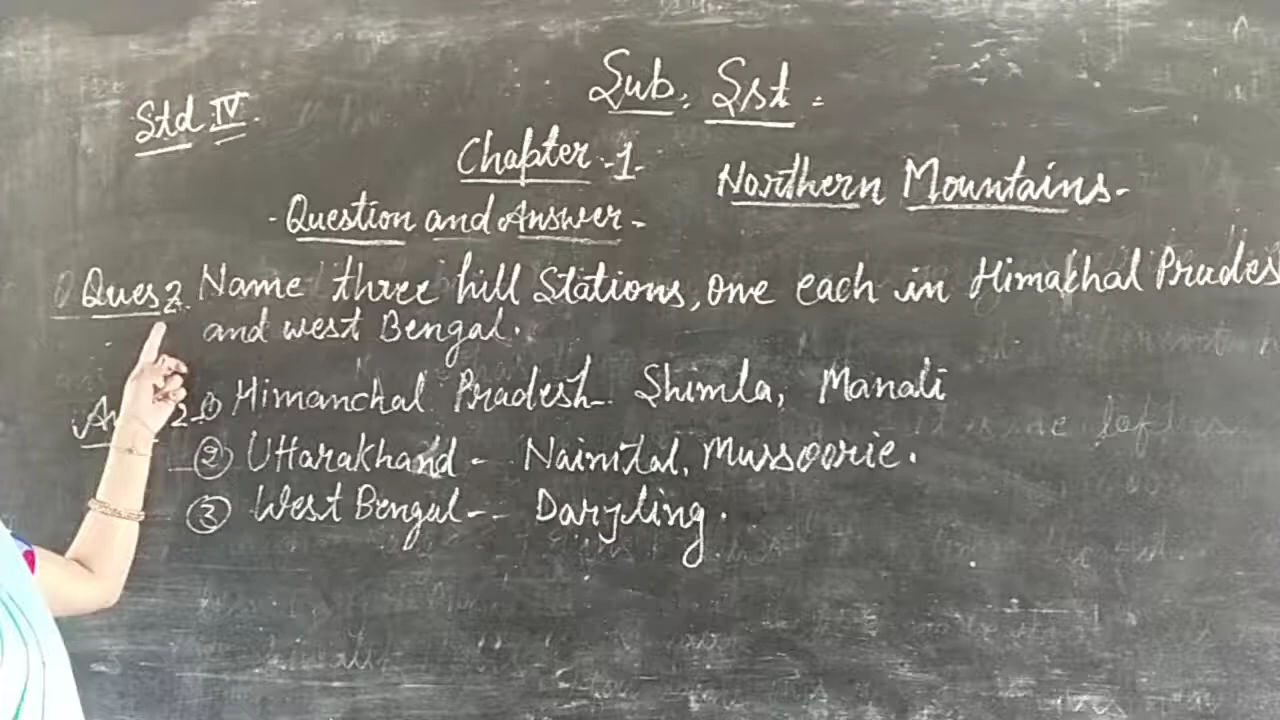 Sub: Sst.
Std. IV.
Chapter -1-
Northern Mountains-
- Question and Answer -
Ques 2. Name three hill Stations, one each in Himakhal Prades
and west Bengal.
2 ① Himanchal Pradesh- Shimla, Manali
② Uttarakhand - Nainital, Mussoorie.
③ West Bengal-- Darjling.